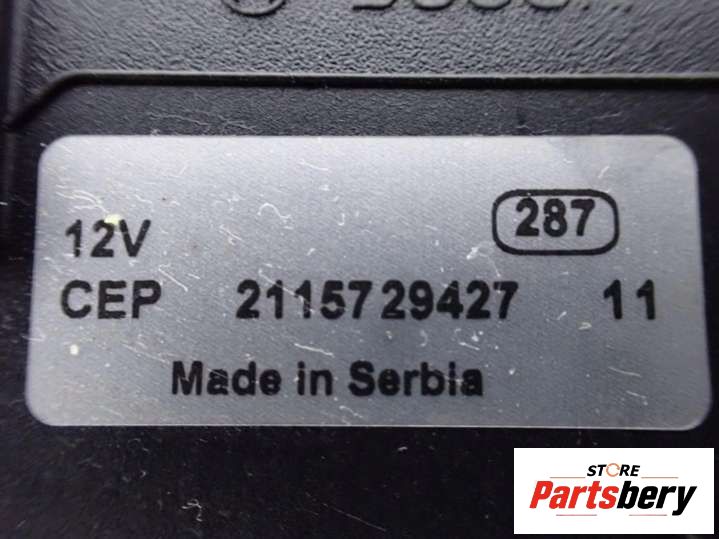 12V 287
CEP 2115729427 11
Made in Serbia
STORE
Partsbery